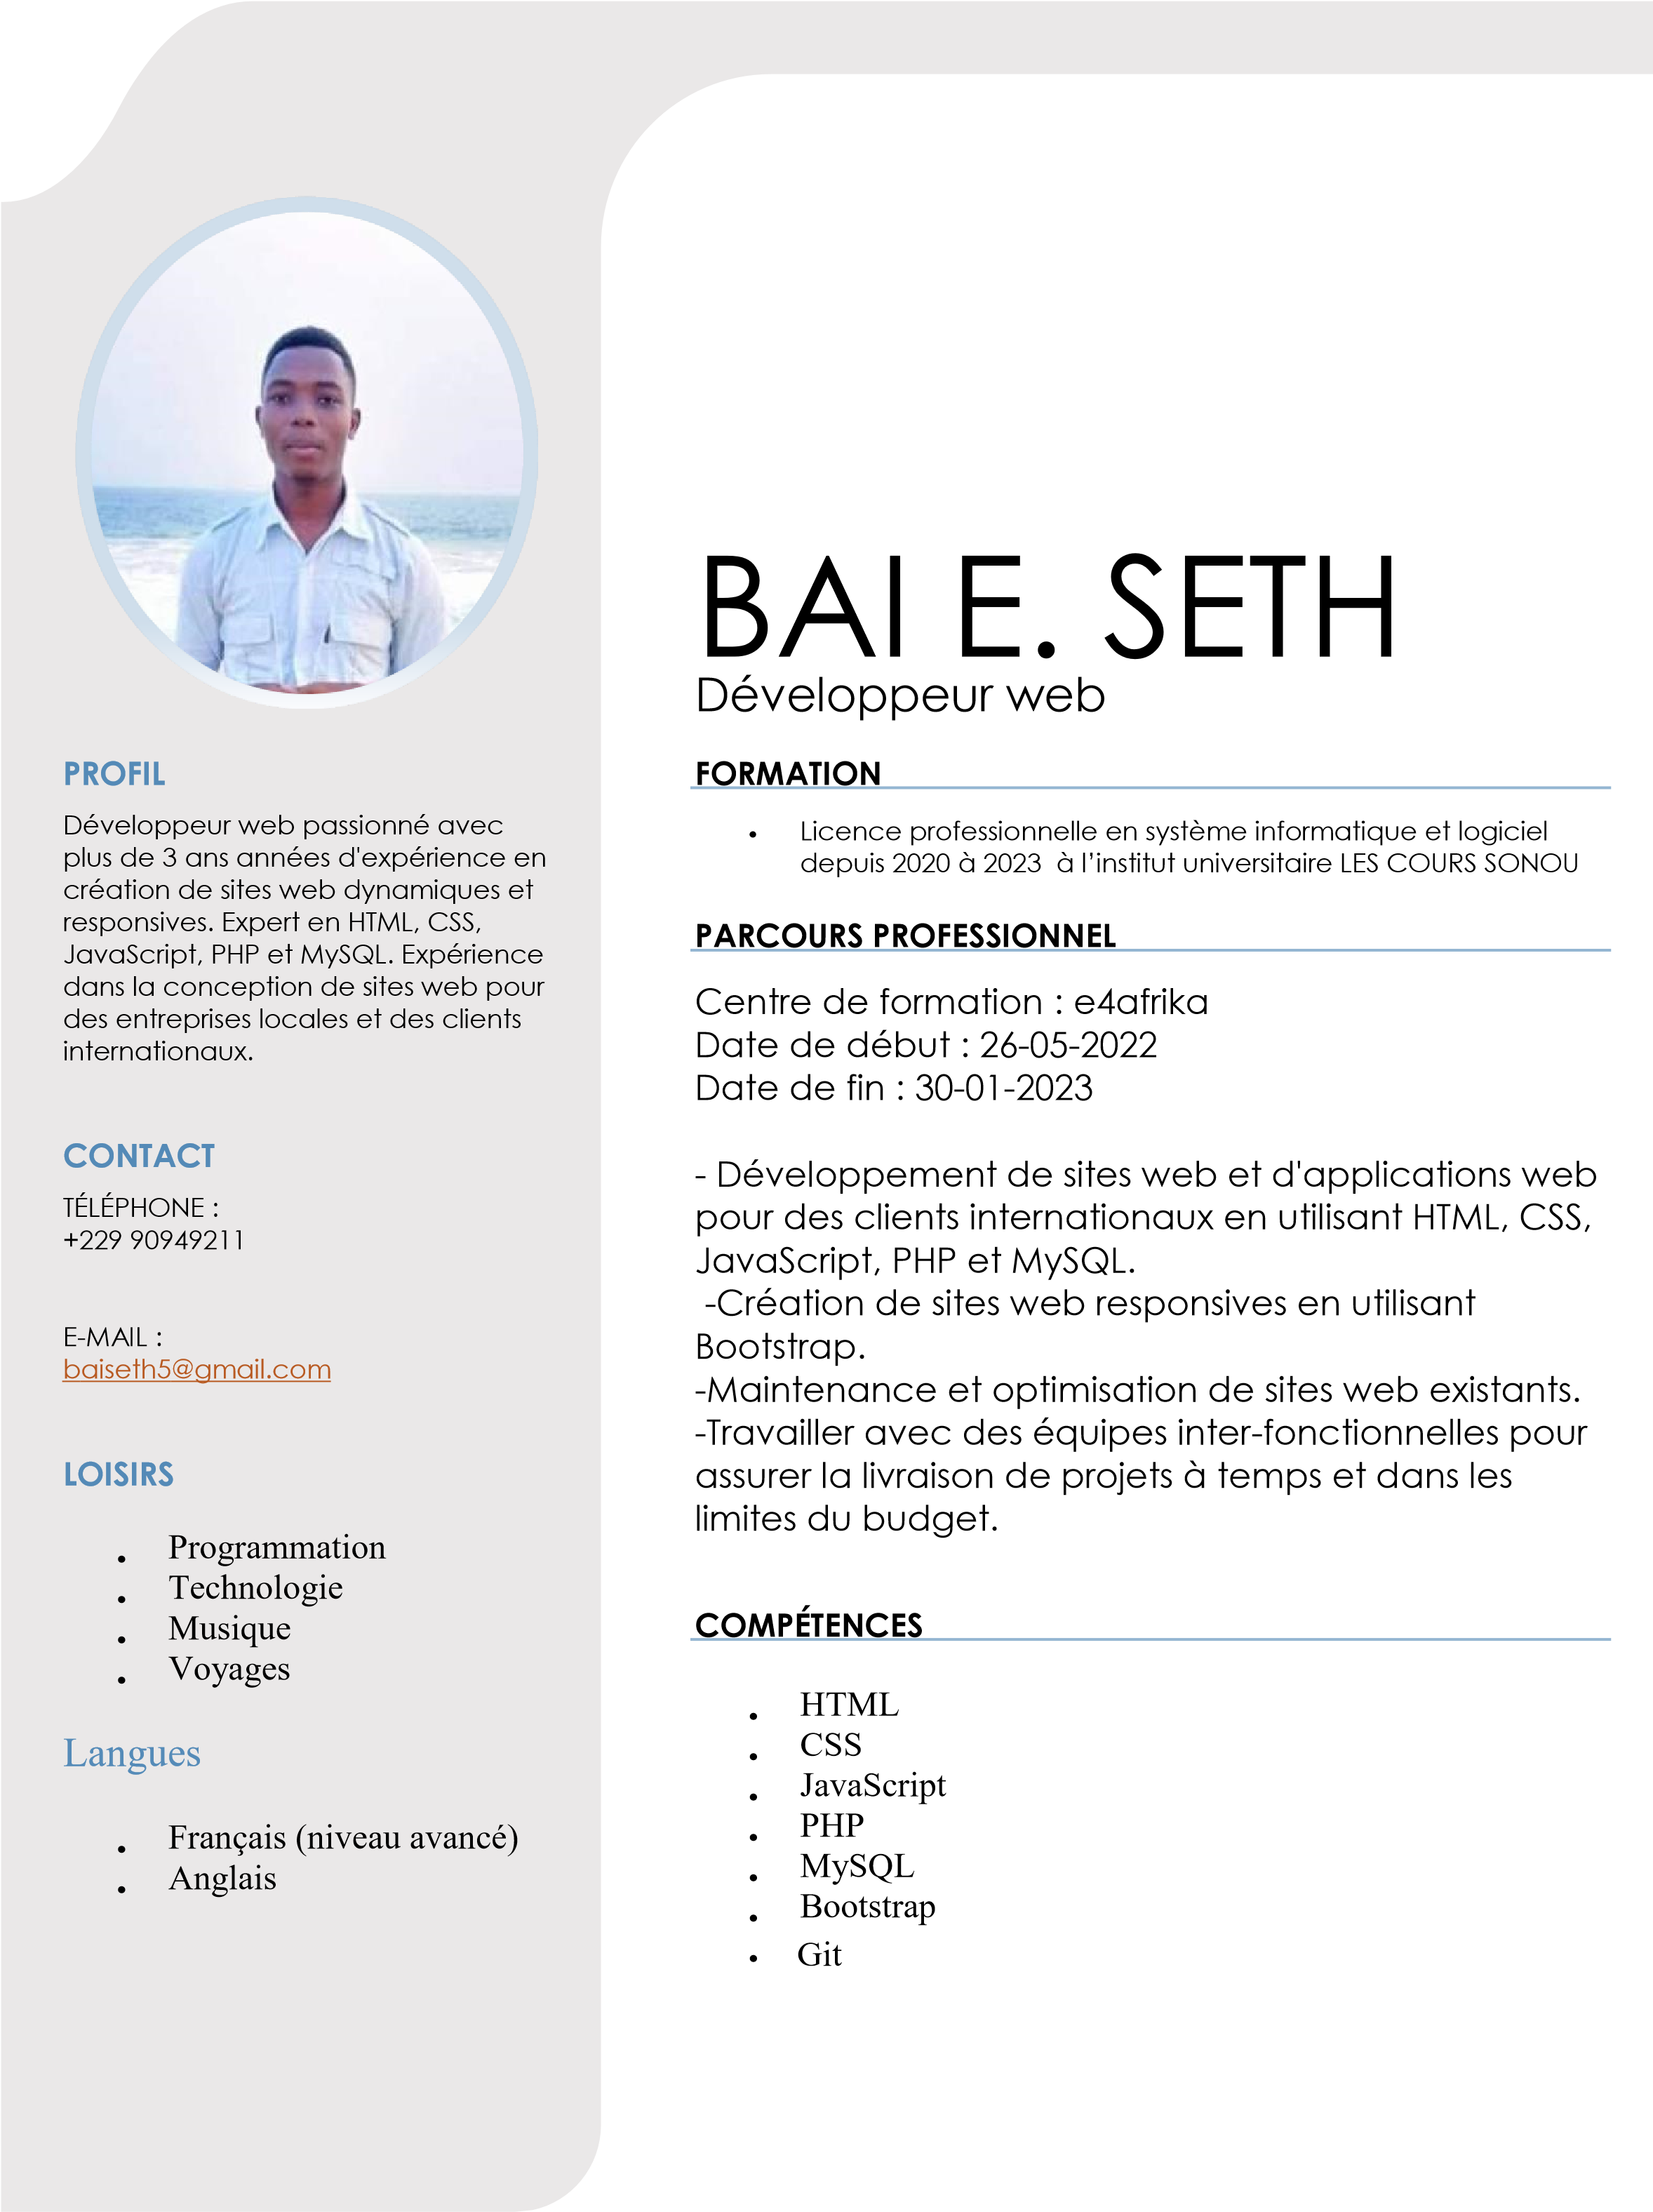 BAI E. SETH
Développeur web
PROFIL
Développeur web passionné avec
plus de 3 ans années d'expérience en
création de sites web dynamiques et
responsives. Expert en HTML, CSS,
JavaScript, PHP et MySQL. Expérience
dans la conception de sites web pour
des entreprises locales et des clients
internationaux.
CONTACT
TÉLÉPHONE :
+229 90949211
E-MAIL :
baiseth5@gmail.com
LOISIRS
• Programmation
• Technologie
• Musique
• Voyages
Langues
• Français (niveau avancé)
• Anglais
FORMATION
• Licence professionnelle en système informatique et logiciel
depuis 2020 à 2023  à l’institut universitaire LES COURS SONOU
PARCOURS PROFESSIONNEL
Centre de formation : e4afrika
Date de début : 26-05-2022
Date de fin : 30-01-2023
- Développement de sites web et d'applications web
pour des clients internationaux en utilisant HTML, CSS,
JavaScript, PHP et MySQL.
-Création de sites web responsives en utilisant
Bootstrap.
-Maintenance et optimisation de sites web existants.
-Travailler avec des équipes inter-fonctionnelles pour
assurer la livraison de projets à temps et dans les
limites du budget.
COMPÉTENCES
• HTML
• CSS
• JavaScript
• PHP
• MySQL
• Bootstrap
• Git